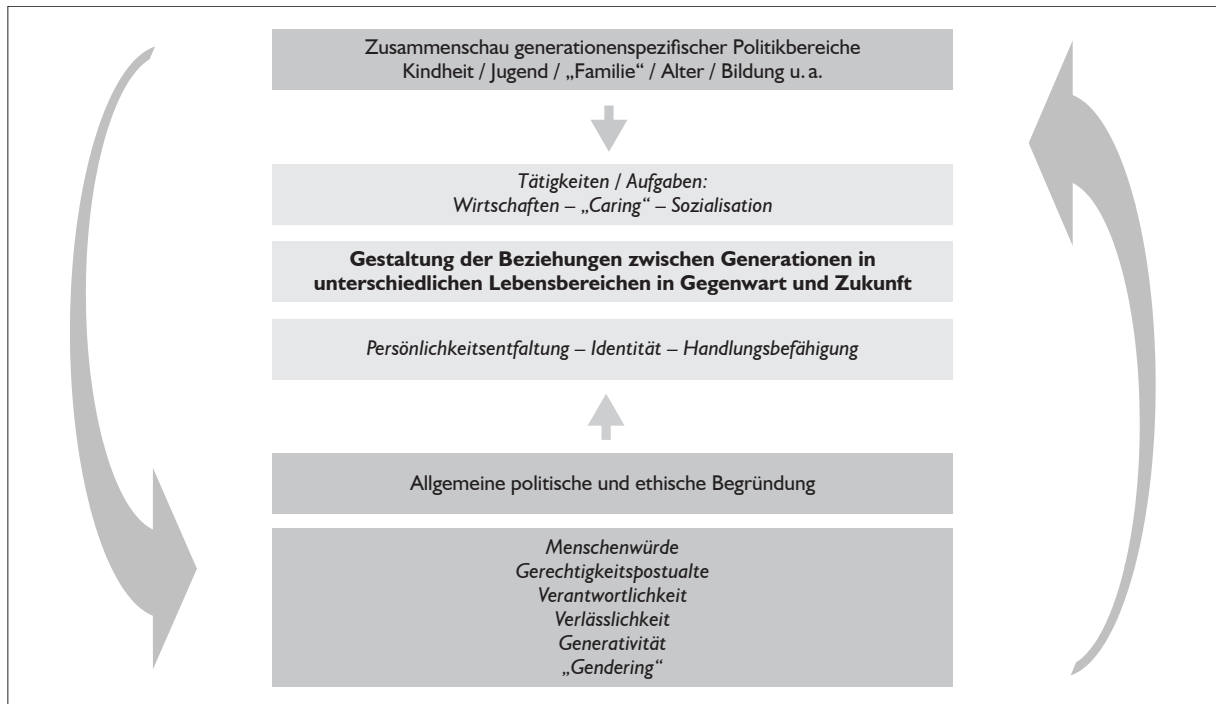 Zusammenschau generationenspezifischer Politikbereiche
Kindheit / Jugend / „Familie“ / Alter / Bildung u. a.
Tätigkeiten / Aufgaben:
Wirtschaften – „Caring“ – Sozialisation
Gestaltung der Beziehungen zwischen Generationen in
unterschiedlichen Lebensbereichen in Gegenwart und Zukunft
Persönlichkeitsentfaltung – Identität – Handlungsbefähigung
Allgemeine politische und ethische Begründung
Menschenwürde
Gerechtigkeitspostualte
Verantwortlichkeit
Verlässlichkeit
Generativität
„Gendering“